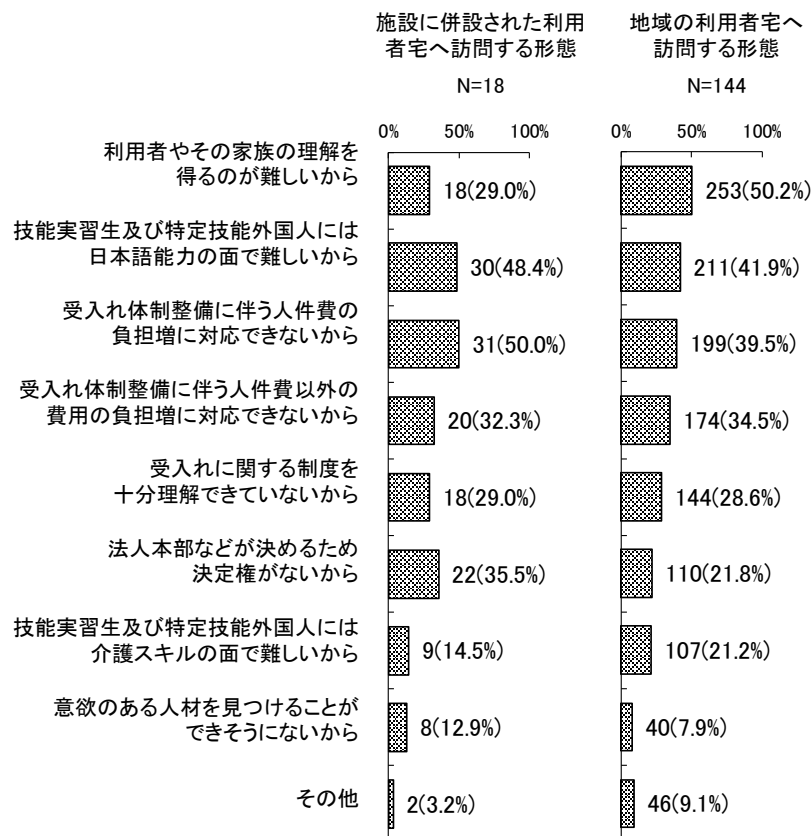 施設に併設された利用
者宅へ訪問する形態
N=18
地域の利用者宅へ
訪問する形態
N=144
0% 50% 100%
0% 50% 100%
利用者やその家族の理解を
得るのが難しいから
18(29.0%)
253(50.2%)
技能実習生及び特定技能外国人には
日本語能力の面で難しいから
30(48.4%)
211(41.9%)
受入れ体制整備に伴う人件費の
負担増に対応できないから
31(50.0%)
199(39.5%)
受入れ体制整備に伴う人件費以外の
費用の負担増に対応できないから
20(32.3%)
174(34.5%)
受入れに関する制度を
十分理解できていないから
18(29.0%)
144(28.6%)
法人本部などが決めるため
決定権がないから
22(35.5%)
110(21.8%)
技能実習生及び特定技能外国人には
介護スキルの面で難しいから
9(14.5%)
107(21.2%)
意欲のある人材を見つけることが
できそうにないから
8(12.9%)
40(7.9%)
その他
2(3.2%)
46(9.1%)